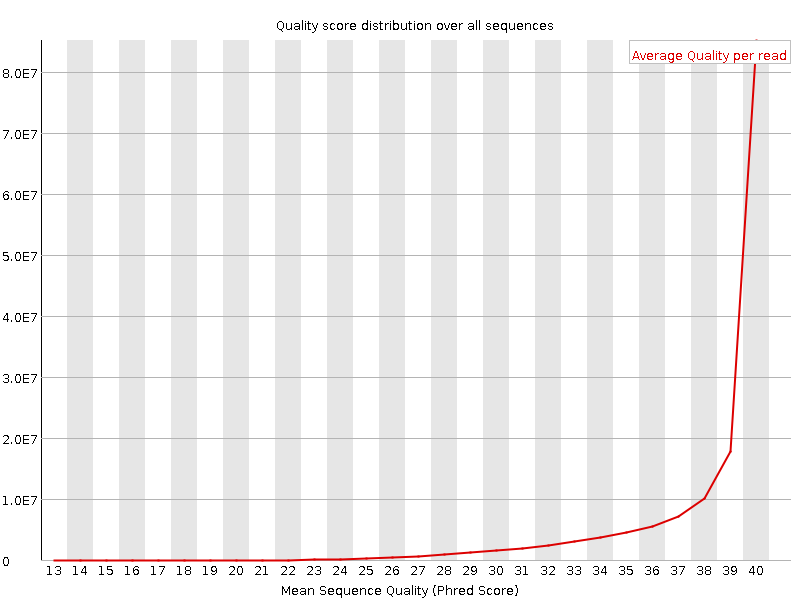 Quality score distribution over all sequences
Average Quality per read
8.0E7
7.0E7
6.0E7
5.0E7
4.0E7
3.0E7
2.0E7
1.0E7
0
13 14 15 16 17 18 19 20 21 22 23 24 25 26 27 28 29 30 31 32 33 34 35 36 37 38 39 40
Mean Sequence Quality (Phred Score)